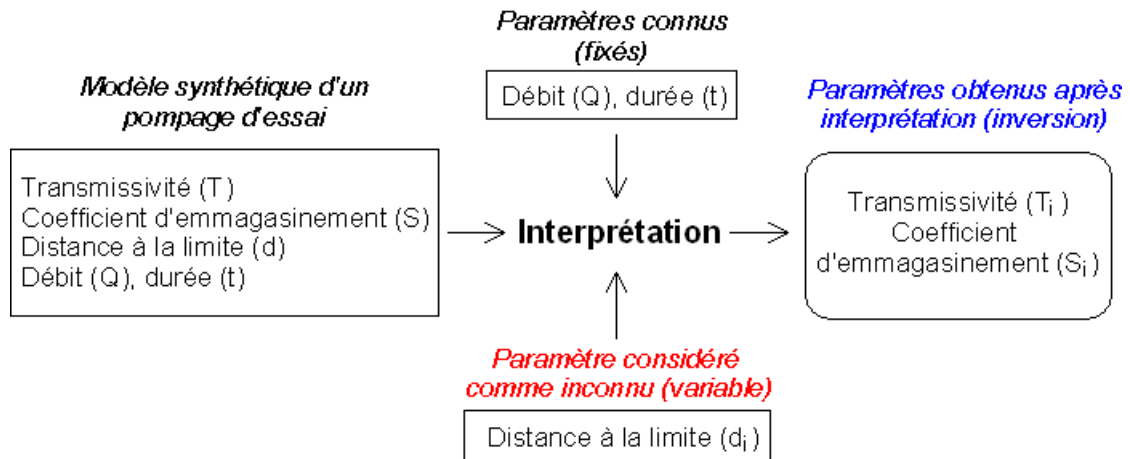 Modèle synthétique d'un
pompage d'essai
Transmissivité (T)
Coefficient d'emmagasinement (S)
Distance à la limite (d)
Débit (Q), durée (t)
Paramètres connus
(fixés)
Débit (Q), durée (t)
Interprétation
Paramètre considéré
comme inconnu (variable)
Distance à la limite (di)
Paramètres obtenus après
interprétation (inversion)
Transmissivité (Ti)
Coefficient
d'emmagasinement (Si)